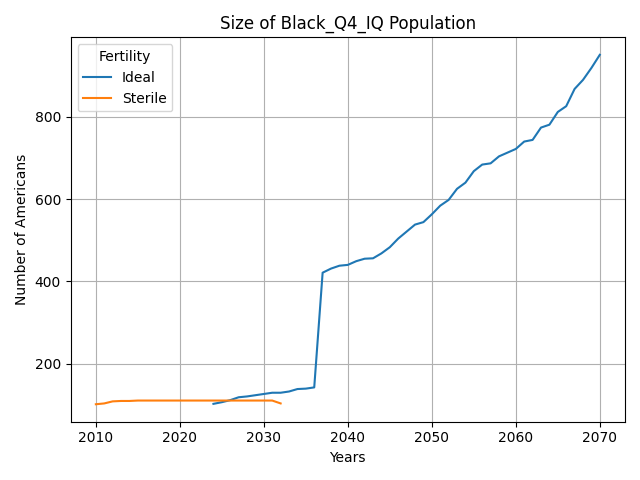 Size of Black_Q4_IQ Population
Fertility
Ideal
Sterile
Number of Americans
800
600
400
200
2010 2020 2030 2040 2050 2060 2070
Years